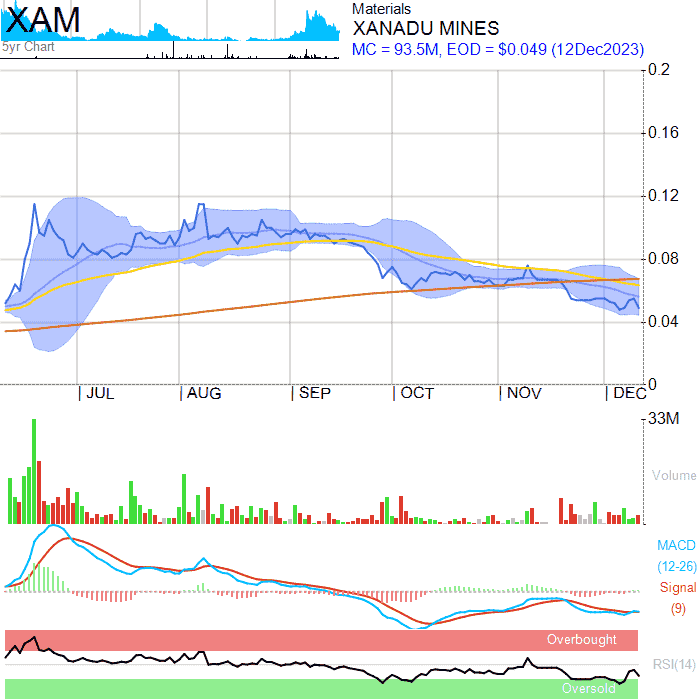 XAM
5yr Chart
Materials
XANADU MINES
MC = 93.5M, EOD = $0.049 (12Dec2023)
0.2
0.16
0.12
0.08
0.04
0
JUL AUG SEP OCT NOV DEC
33M
Volume
MACD
(12-26)
Signal
(9)
Overbought
RSI(14)
Oversold